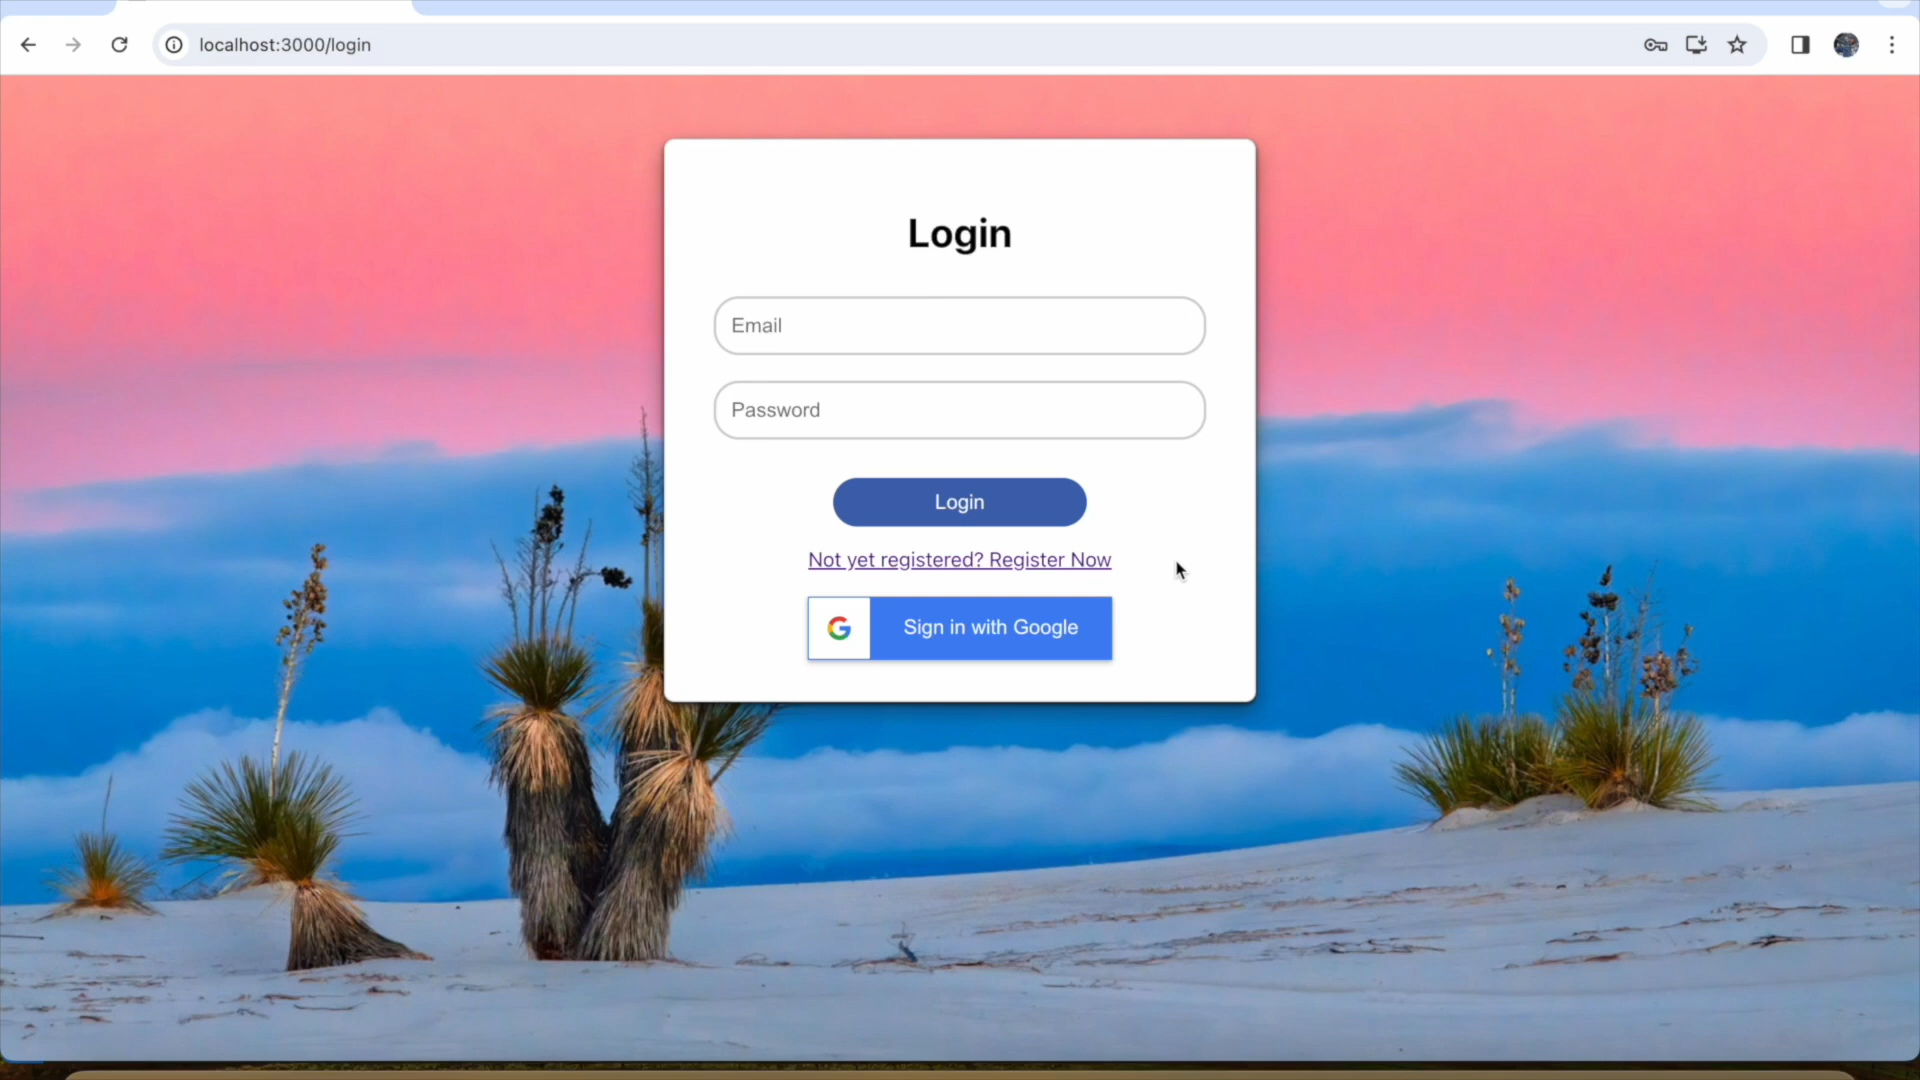 localhost:3000/login
Login
Email
Password
Login
Not yet registered? Register Now
Sign in with Google